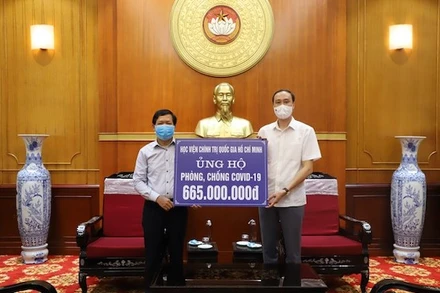 HỌC VIỆN CHÍNH TRỊ QUỐC GIA HỒ CHÍ MINH
ỦNG HỘ
PHÒNG, CHỐNG COVID-19
665.000.000đ